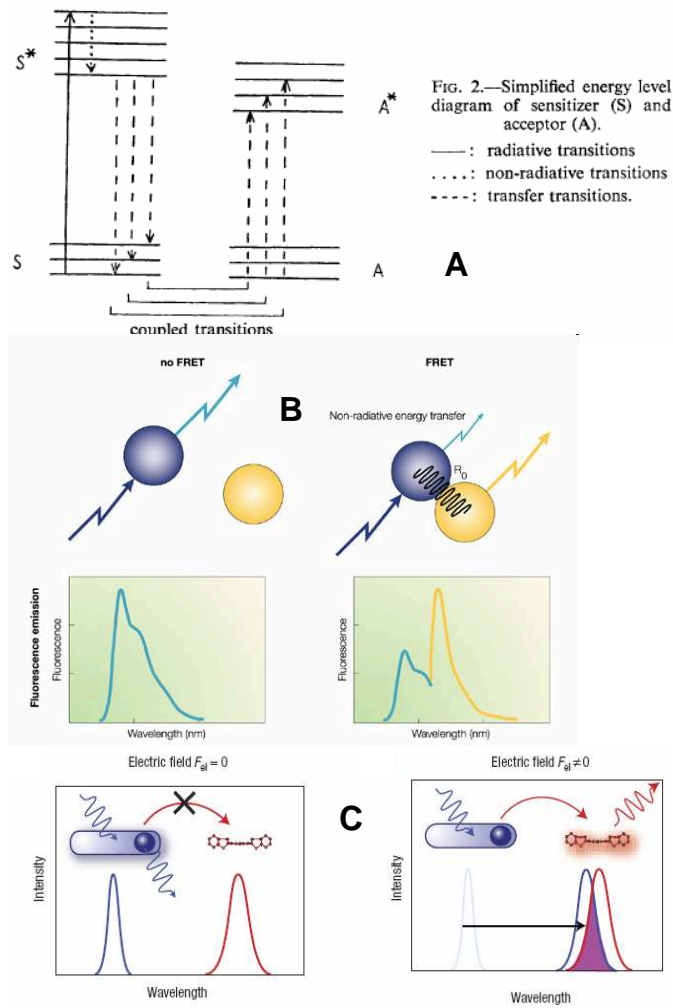 S*
A*
FIG. 2.—Simplified energy level
diagram of sensitizer (S) and
acceptor (A).
——: radiative transitions
....: non-radiative transitions
----: transfer transitions.
S
A
A
coupled transitions
no FRET
FRET
B
Non-radiative energy transfer
R0
Fluorescence emission
Fluorescence
Wavelength (nm)
Fluorescence
Wavelength (nm)
Electric field Fel = 0
Electric field Fel ≠ 0
C
Intensity
Wavelength
Intensity
Wavelength